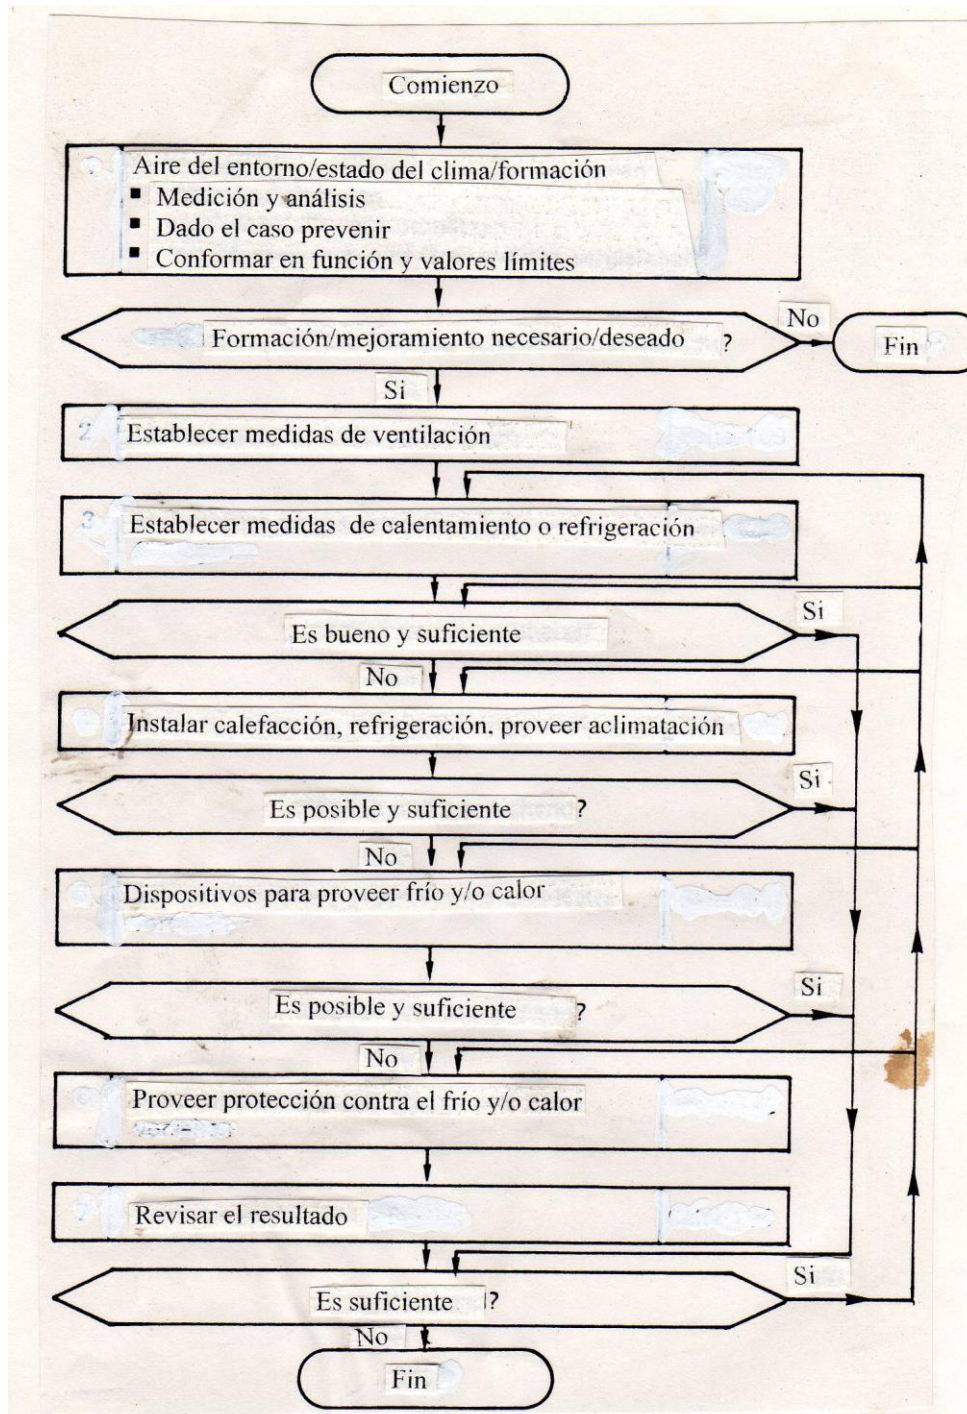 Comienzo
Aire del entorno/estado del clima/formación
▪ Medición y análisis
▪ Dado el caso prevenir
▪ Conformar en función y valores límites
No
Formación/mejoramiento necesario/deseado ?
Fin
Si
2 Establecer medidas de ventilación
3 Establecer medidas de calentamiento o refrigeración
Si
Es bueno y suficiente
No
Instalar calefacción, refrigeración, proveer aclimatación
Si
Es posible y suficiente ?
No
Dispositivos para proveer frío y/o calor
Si
Es posible y suficiente ?
No
Proveer protección contra el frío y/o calor
7 Revisar el resultado
Si
Es suficiente ?
No
Fin